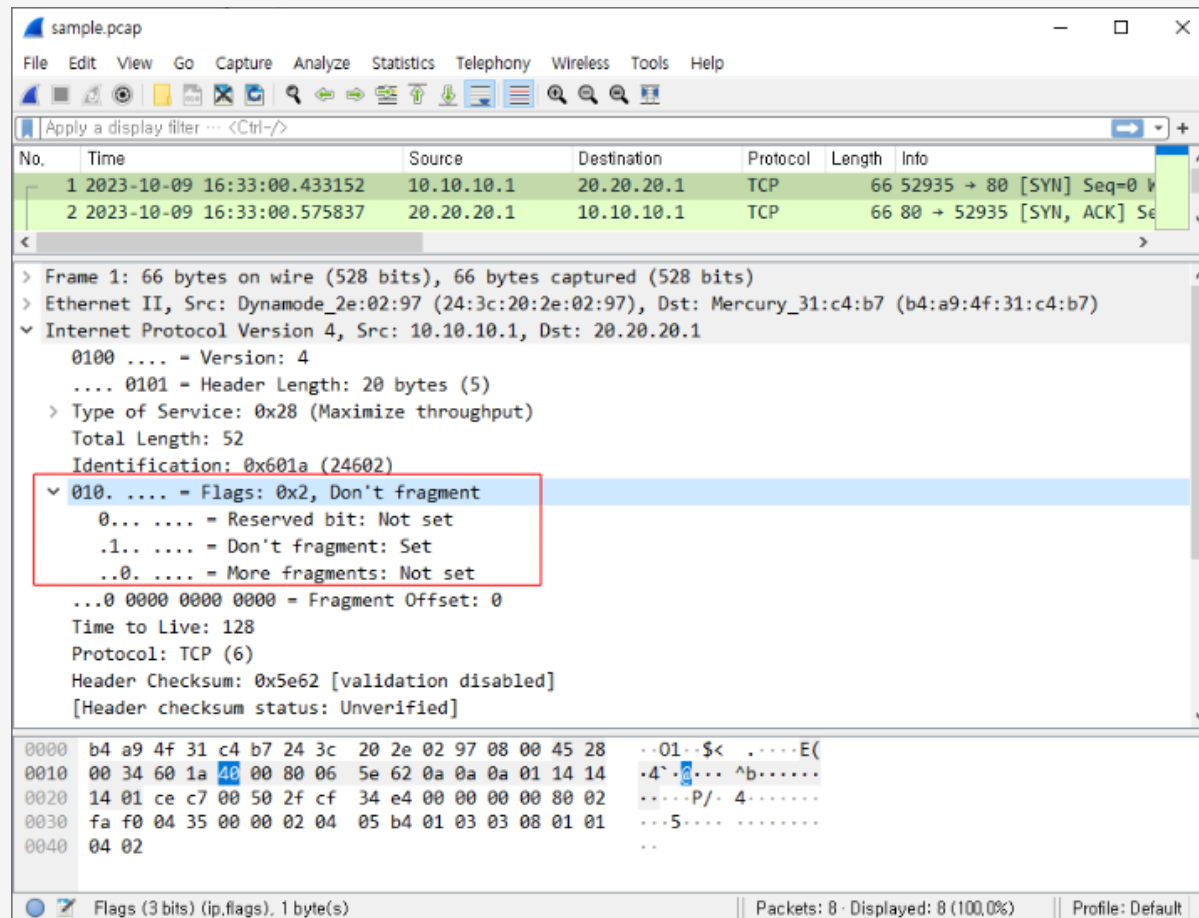 sample.pcap
File Edit View Go Capture Analyze Statistics Telephony Wireless Tools Help
Apply a display filter ··· <Ctrl-/>
No. Time Source Destination Protocol Length Info
1 2023-10-09 16:33:00.433152 10.10.10.1 20.20.20.1 TCP 66 52935 → 80 [SYN] Seq=0
2 2023-10-09 16:33:00.575837 20.20.20.1 10.10.10.1 TCP 66 80 → 52935 [SYN, ACK] Se
> Frame 1: 66 bytes on wire (528 bits), 66 bytes captured (528 bits)
> Ethernet II, Src: Dynamode_2e:02:97 (24:3c:20:2e:02:97), Dst: Mercury_31:c4:b7 (b4:a9:4f:31:c4:b7)
Internet Protocol Version 4, Src: 10.10.10.1, Dst: 20.20.20.1
0100 .... = Version: 4
.... 0101 = Header Length: 20 bytes (5)
> Type of Service: 0x28 (Maximize throughput)
Total Length: 52
Identification: 0x601a (24602)
010. .... = Flags: 0x2, Don't fragment
0... .... = Reserved bit: Not set
.1.. .... = Don't fragment: Set
..0. .... = More fragments: Not set
...0 0000 0000 0000 = Fragment Offset: 0
Time to Live: 128
Protocol: TCP (6)
Header Checksum: 0x5e62 [validation disabled]
[Header checksum status: Unverified]
0000 b4 a9 4f 31 c4 b7 24 3c 20 2e 02 97 08 00 45 28 ··O1··$< .····E(
0010 00 34 60 1a 40 00 80 06 5e 62 0a 0a 0a 01 14 14 ·4`·@··· ^b······
0020 14 01 ce c7 00 50 2f cf 34 e4 00 00 00 00 80 02 ·····P/· 4·······
0030 fa f0 04 35 00 00 02 04 05 b4 01 03 03 08 01 01 ···5···· ········
0040 04 02 ··
Flags (3 bits) (ip.flags), 1 byte(s) Packets: 8 · Displayed: 8 (100.0%) Profile: Default